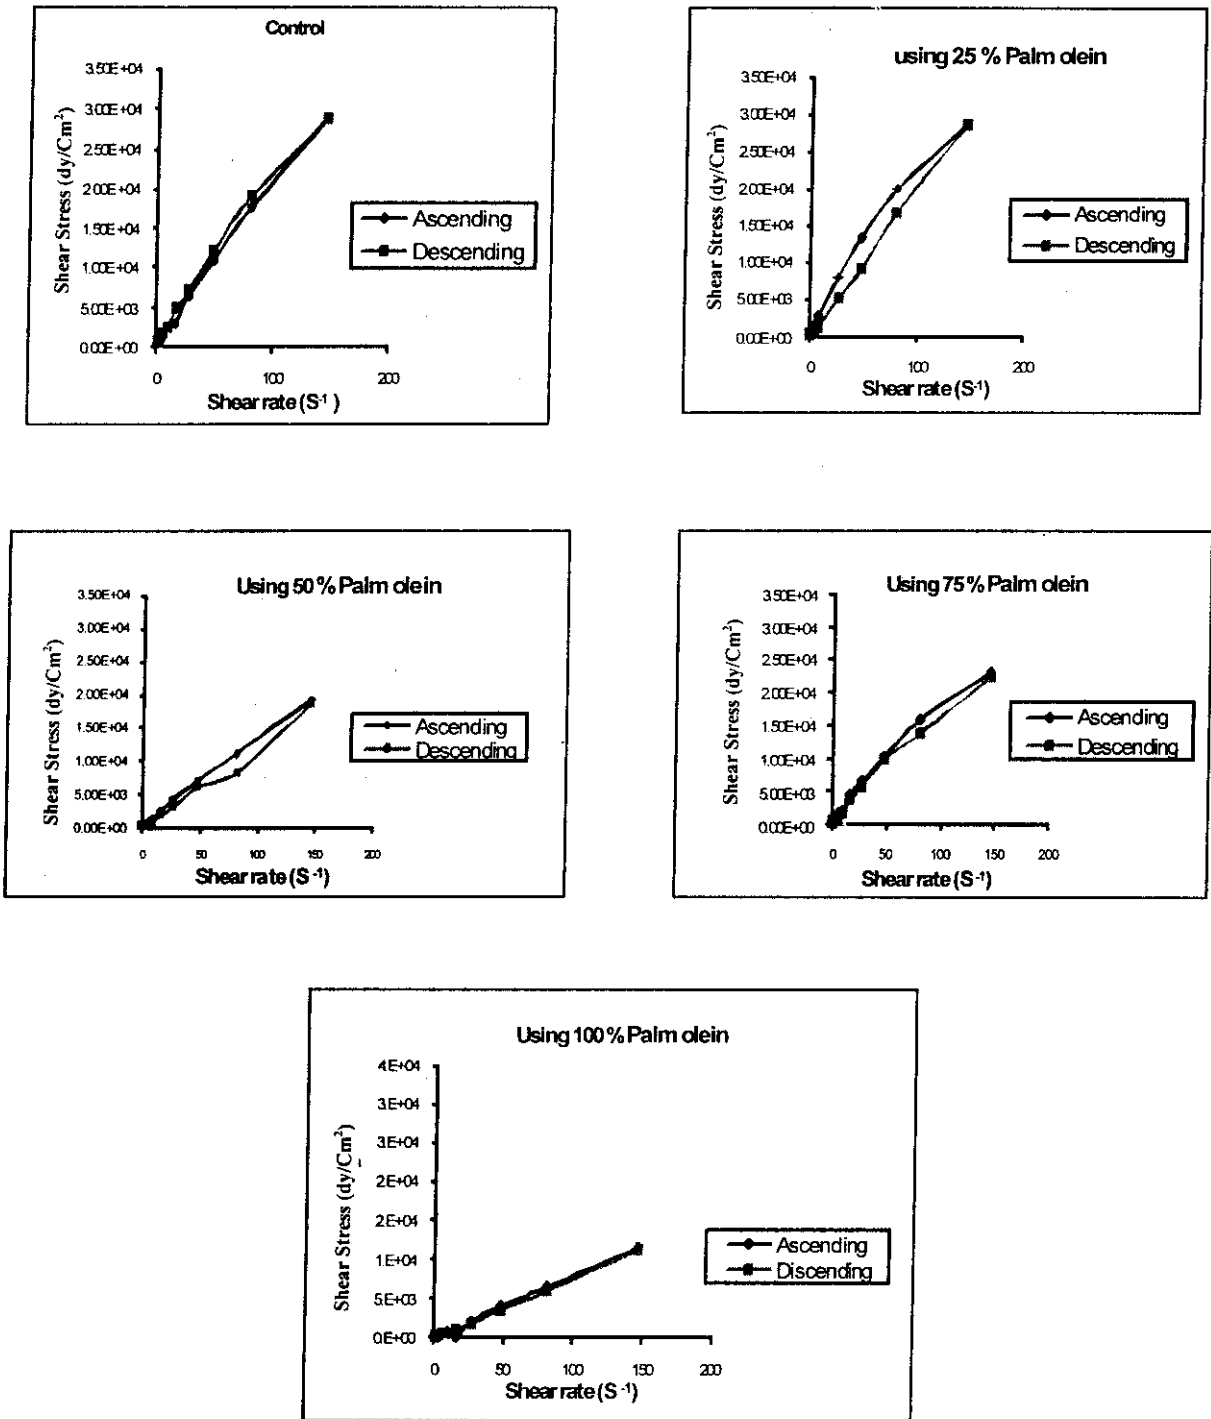 Control
3.50E+04
3.00E+04
2.50E+04
2.00E+04
1.50E+04
1.00E+04
5.00E+03
0.00E+00
Shear Stress (dy/Cm²)
0 100 200
Shear rate (S⁻¹)
Ascending
Descending
using 25 % Palm olein
3.50E+04
3.00E+04
2.50E+04
2.00E+04
1.50E+04
1.00E+04
5.00E+03
0.00E+00
Shear Stress (dy/Cm²)
0 100 200
Shear rate (S⁻¹)
Ascending
Descending
Using 50 % Palm olein
3.50E+04
3.00E+04
2.50E+04
2.00E+04
1.50E+04
1.00E+04
5.00E+03
0.00E+00
Shear Stress (dy/Cm²)
0 50 100 150 200
Shear rate (S⁻¹)
Ascending
Descending
Using 75 % Palm olein
3.50E+04
3.00E+04
2.50E+04
2.00E+04
1.50E+04
1.00E+04
5.00E+03
0.00E+00
Shear Stress (dy/Cm²)
0 50 100 150 200
Shear rate (S⁻¹)
Ascending
Descending
Using 100 % Palm olein
4.E+04
3.E+04
3.E+04
2.E+04
2.E+04
1.E+04
5.E+03
0.E+00
Shear Stress (dy/Cm²)
0 50 100 150 200
Shear rate (S⁻¹)
Ascending
Discending